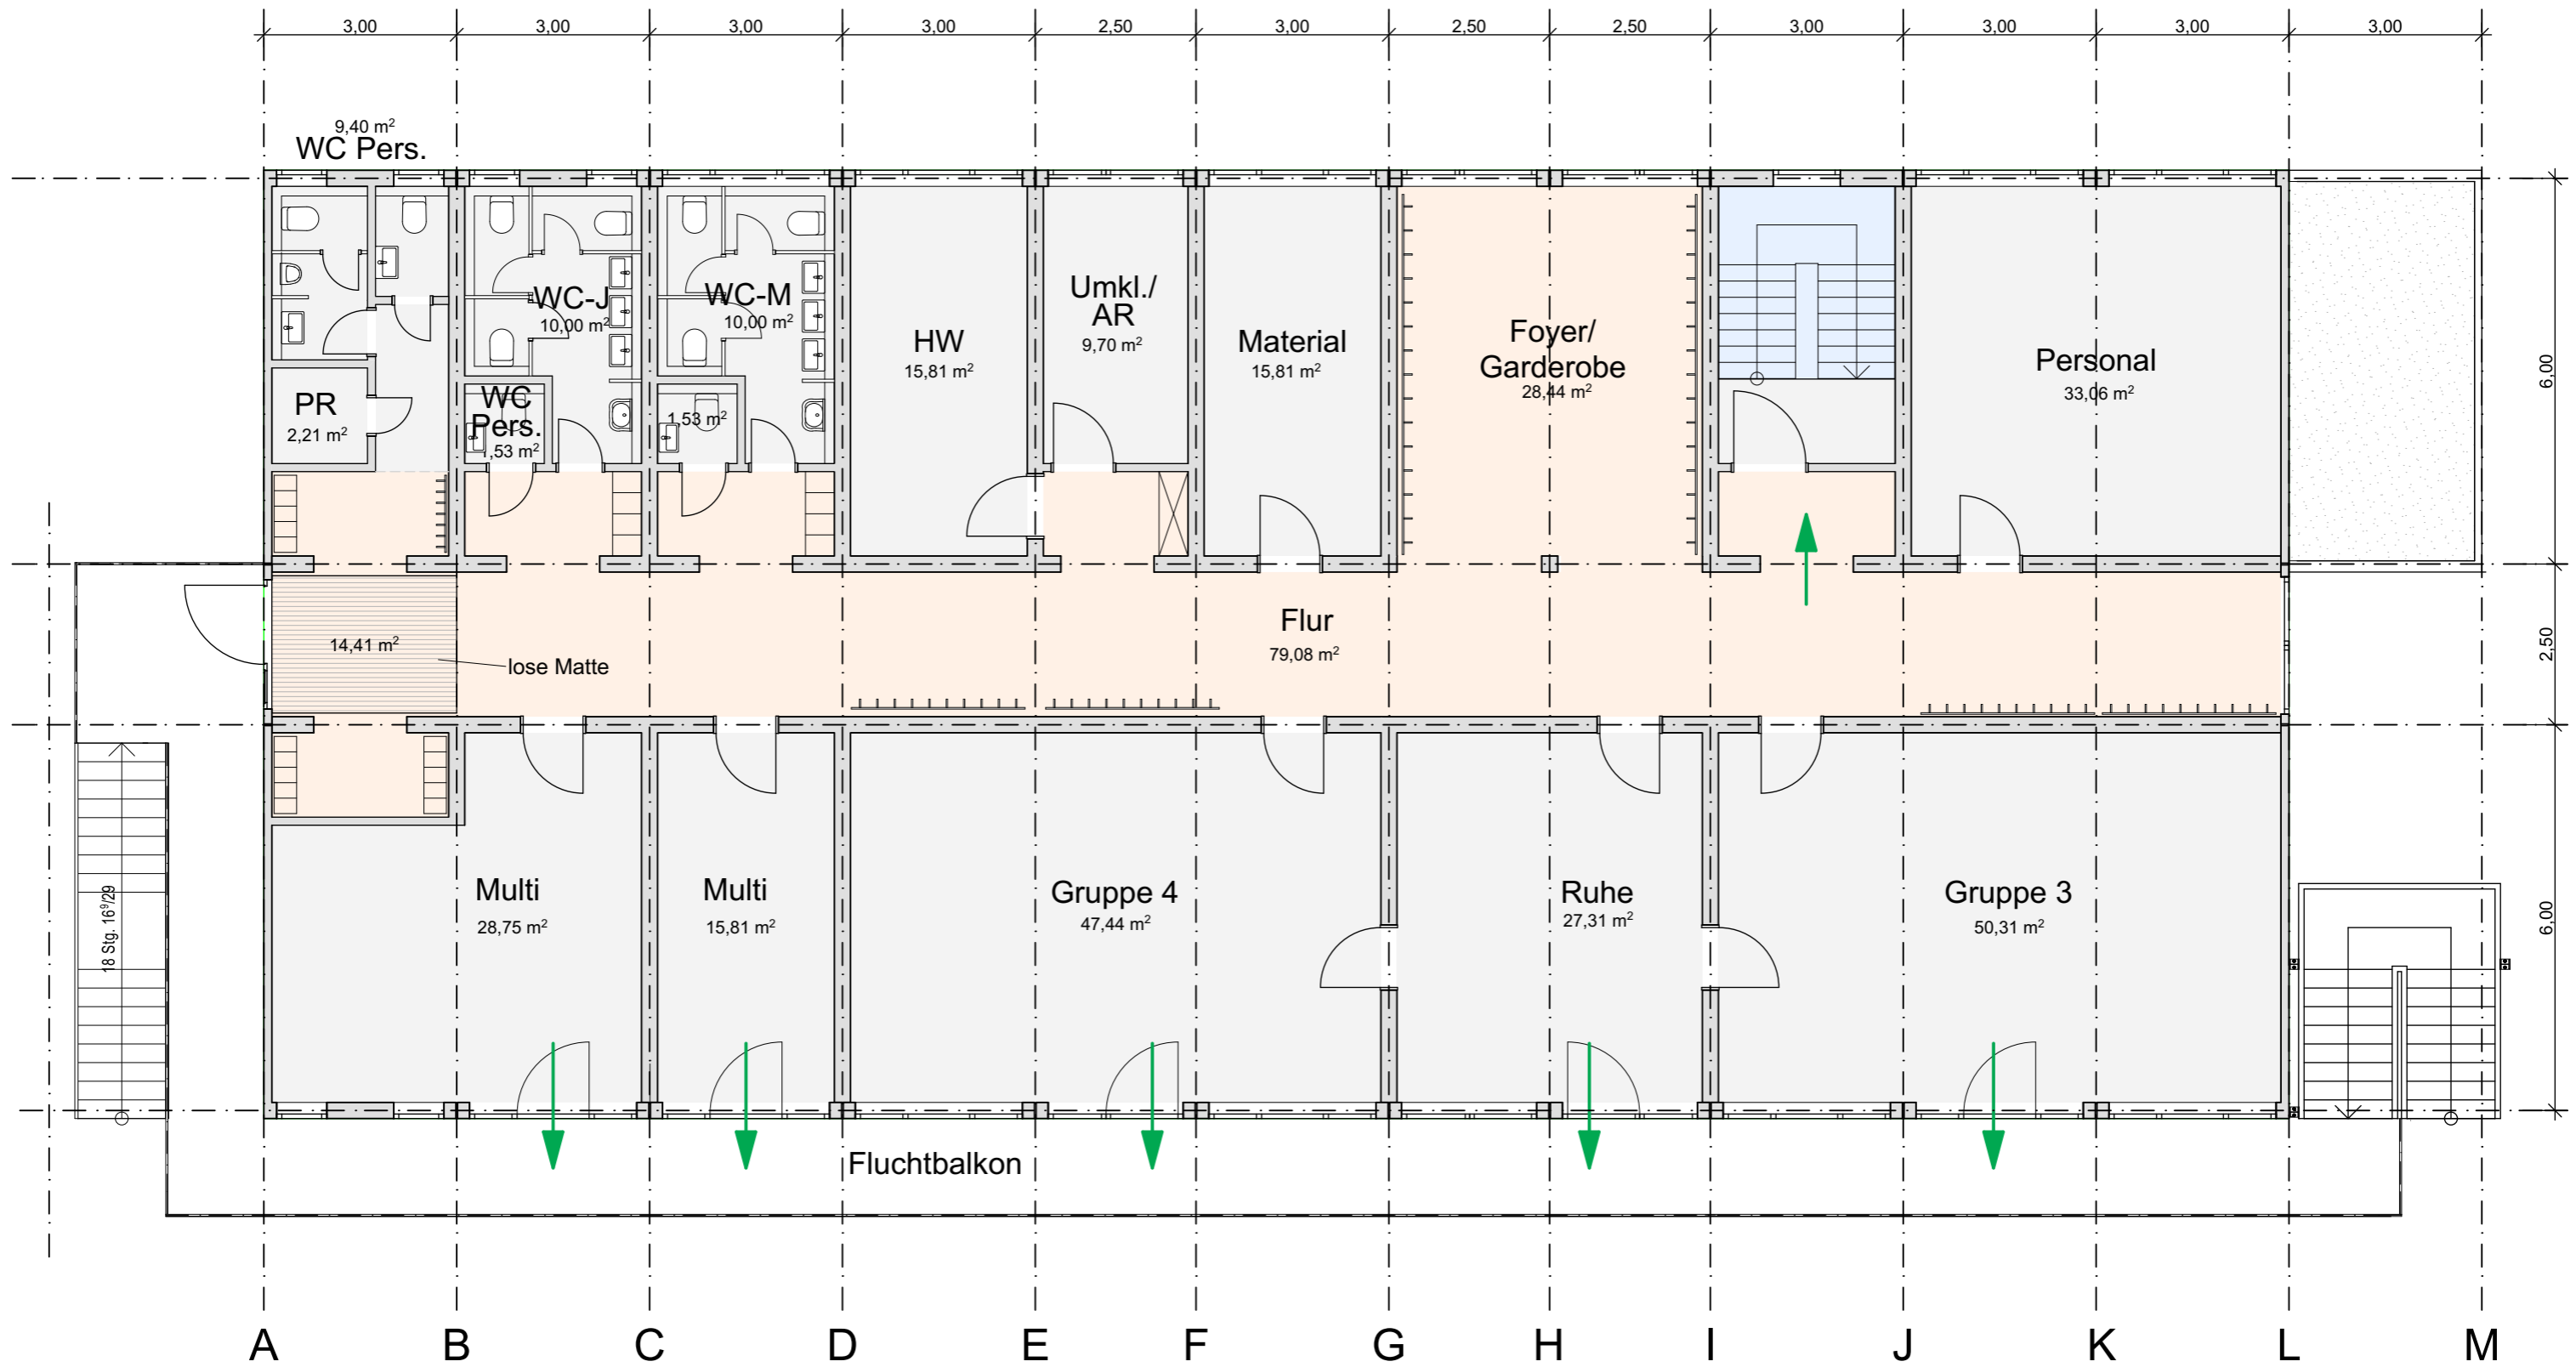 3,00 3,00 3,00 3,00 2,50 3,00 2,50 2,50 3,00 3,00 3,00 3,00
9,40 m²
WC Pers.
WC-J
10,00 m²
WC-M
10,00 m²
HW
15,81 m²
Umkl./
AR
9,70 m²
Material
15,81 m²
Foyer/
Garderobe
28,44 m²
Personal
33,06 m²
6,00
PR
2,21 m²
WC
Pers.
1,53 m²
1,53 m²
14,41 m²
lose Matte
Flur
79,08 m²
2,50
18 Stg. 16⁹/29
Multi
28,75 m²
Multi
15,81 m²
Gruppe 4
47,44 m²
Ruhe
27,31 m²
Gruppe 3
50,31 m²
6,00
Fluchtbalkon
A B C D E F G H I J K L M